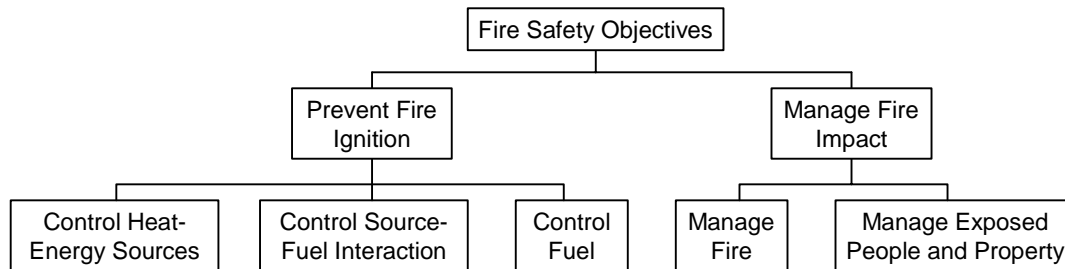 Fire Safety Objectives
Prevent Fire
Ignition
Manage Fire
Impact
Control Heat-
Energy Sources
Control Source-
Fuel Interaction
Control
Fuel
Manage
Fire
Manage Exposed
People and Property